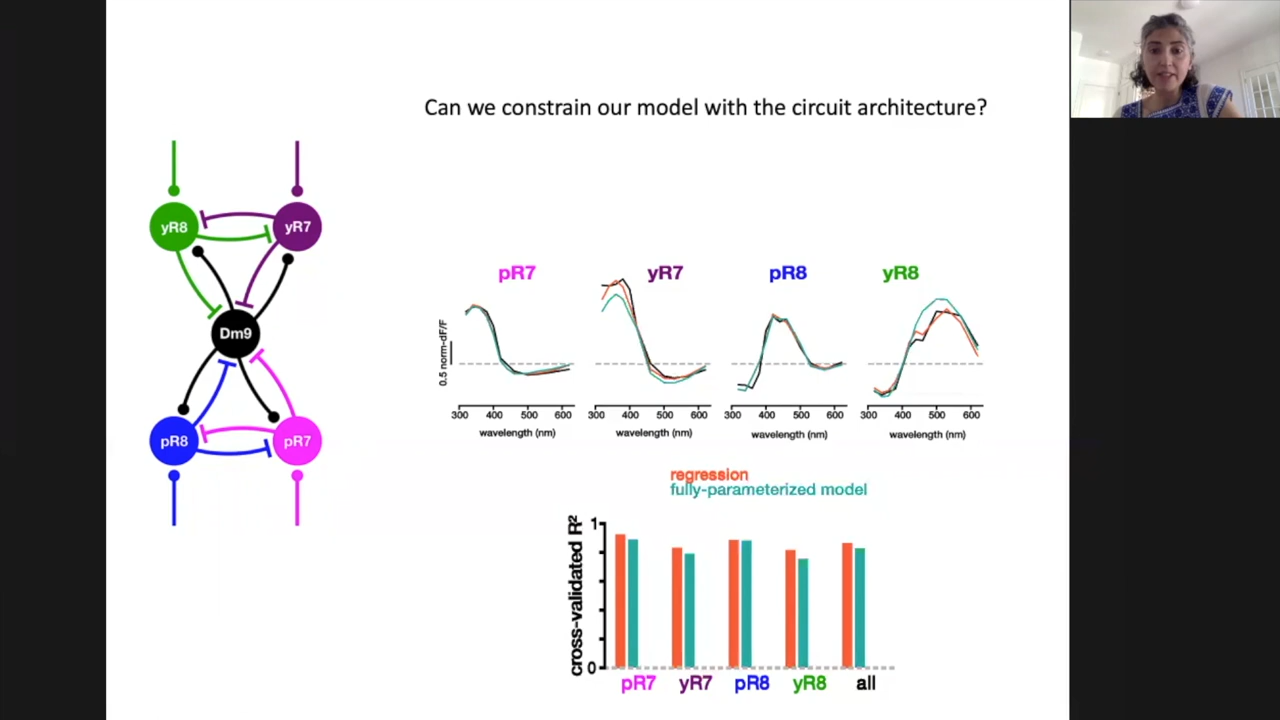 Can we constrain our model with the circuit architecture?
yR8
yR7
Dm9
pR8
pR7
pR7
yR7
pR8
yR8
0.5 norm-dF/F
300 400 500 600
300 400 500 600
300 400 500 600
300 400 500 600
wavelength (nm)
wavelength (nm)
wavelength (nm)
wavelength (nm)
regression
fully-parameterized model
cross-validated R²
1
0
pR7
yR7
pR8
yR8
all